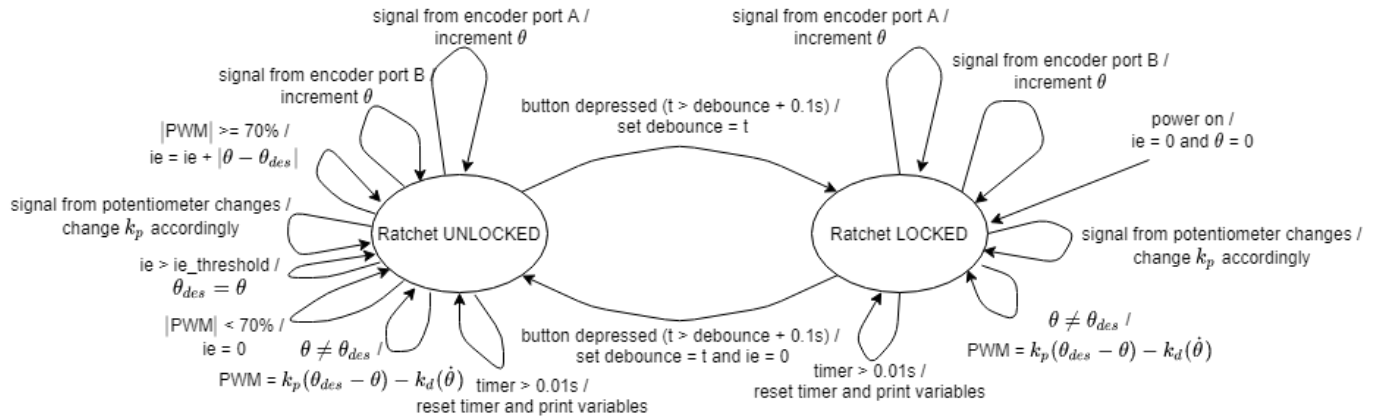 signal from encoder port A /
increment θ
signal from encoder port B
increment θ
|PWM| >= 70% /
ie = ie + |θ − θ_des|
signal from potentiometer changes /
change k_p accordingly
ie > ie_threshold /
θ_des = θ
|PWM| < 70% /
ie = 0
θ ≠ θ_des /
PWM = k_p(θ_des − θ) − k_d(θ̇)
timer > 0.01s /
reset timer and print variables
Ratchet UNLOCKED
button depressed (t > debounce + 0.1s) /
set debounce = t
button depressed (t > debounce + 0.1s) /
set debounce = t and ie = 0
Ratchet LOCKED
signal from encoder port A /
increment θ
signal from encoder port B /
increment θ
power on /
ie = 0 and θ = 0
signal from potentiometer changes /
change k_p accordingly
θ ≠ θ_des /
PWM = k_p(θ_des − θ) − k_d(θ̇)
timer > 0.01s /
reset timer and print variables